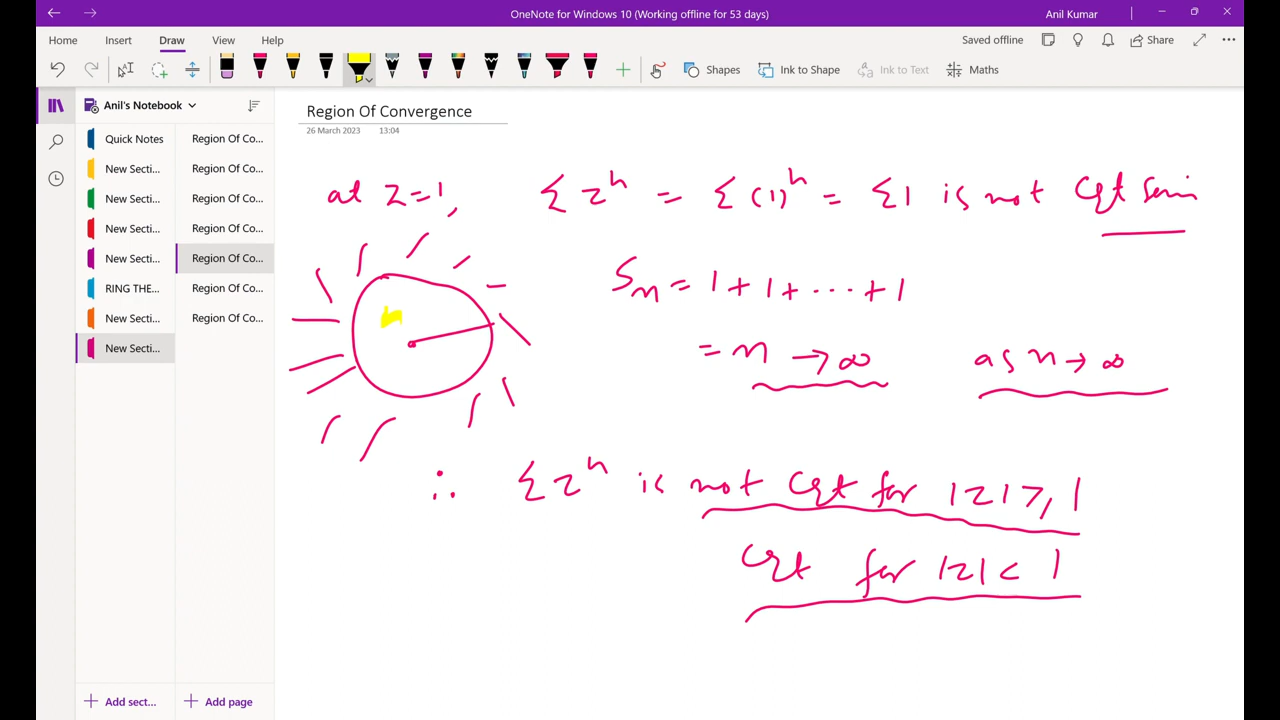 OneNote for Windows 10 (Working offline for 53 days)
Anil Kumar
Home Insert Draw View Help
Saved offline
Share
Shapes
Ink to Shape
Ink to Text
Maths
Anil's Notebook
Quick Notes
New Secti...
New Secti...
New Secti...
New Secti...
RING THE...
New Secti...
New Secti...
Add sect...
Region Of Co...
Region Of Co...
Region Of Co...
Region Of Co...
Region Of Co...
Region Of Co...
Region Of Co...
Add page
Region Of Convergence
26 March 2023 13:04
at z=1, Σ zⁿ = Σ (1)ⁿ = Σ1 is not Cgt Series
Sn = 1 + 1 + ... + 1
= n → ∞ as n → ∞
∴ Σ zⁿ is not Cgt for |z| ≥ 1
Cgt for |z| < 1